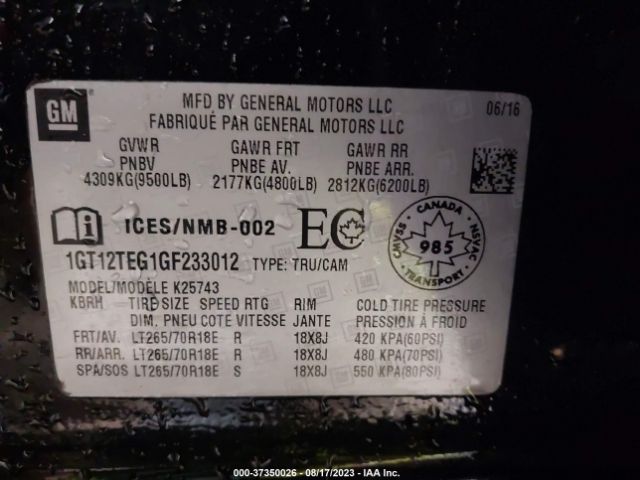 GM
MFD BY GENERAL MOTORS LLC 06/16
FABRIQUÉ PAR GENERAL MOTORS LLC
GVWR GAWR FRT GAWR RR
PNBV PNBE AV. PNBE ARR.
4309KG(9500LB) 2177KG(4800LB) 2812KG(6200LB)
ICES/NMB-002 EC
CANADA
CMVSS 985 NSVAC
TRANSPORT
1GT12TEG1GF233012 TYPE: TRU/CAM
MODEL/MODÈLE K25743
KBRH TIRE SIZE SPEED RTG RIM COLD TIRE PRESSURE
DIM. PNEU COTE VITESSE JANTE PRESSION À FROID
FRT/AV. LT265/70R18E R 18X8J 420 KPA(60PSI)
RR/ARR. LT265/70R18E R 18X8J 480 KPA(70PSI)
SPA/SOS LT265/70R18E S 18X8J 550 KPA(80PSI)
000-37350026 - 08/17/2023 - IAA Inc.